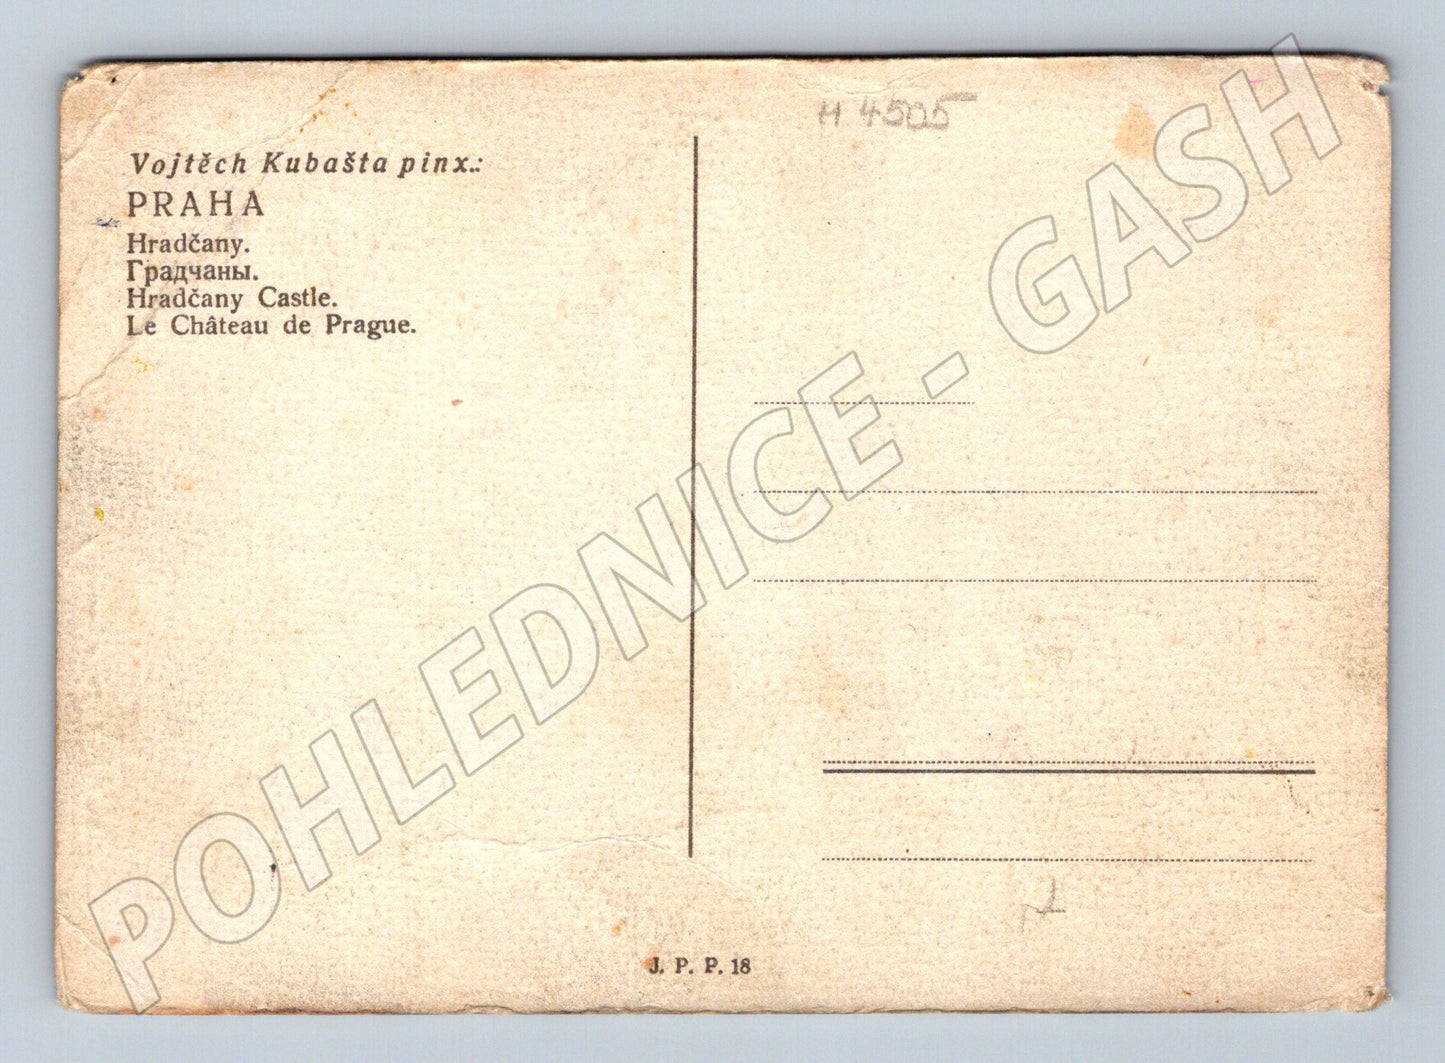 H 4505
Vojtěch Kubašta pinx.:
PRAHA
Hradčany.
Градчаны.
Hradčany Castle.
Le Château de Prague.
POHLEDNICE - GASH
J. P. P. 18